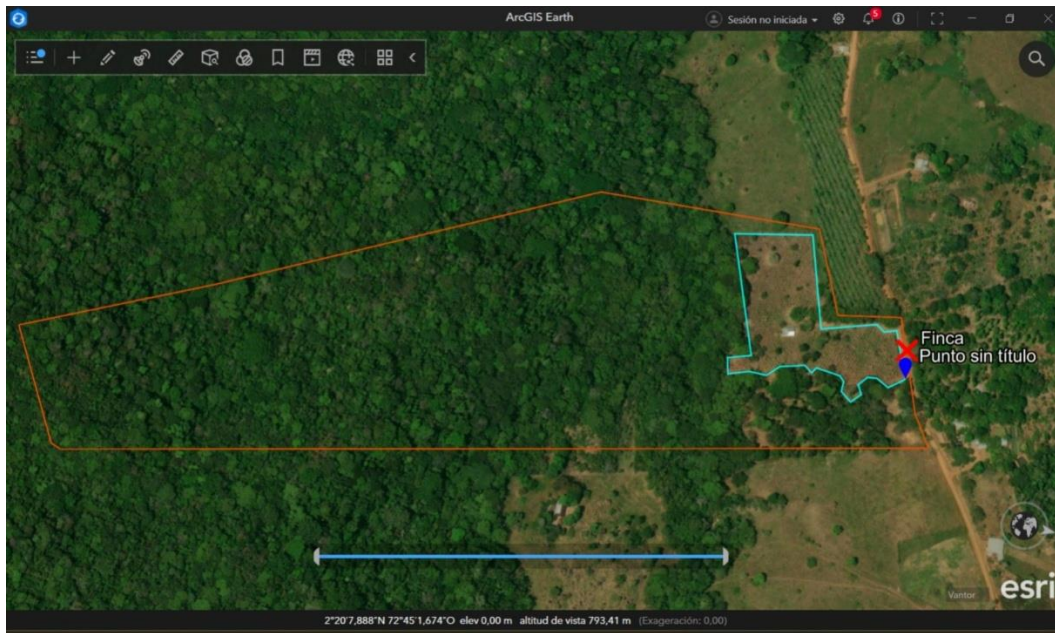 ArcGIS Earth
Sesión no iniciada
5
Finca
Punto sin título
Vantor
esri
2°20'7,888"N 72°45'1,674"O elev 0,00 m altitud de vista 793,41 m (Exageración: 0,00)